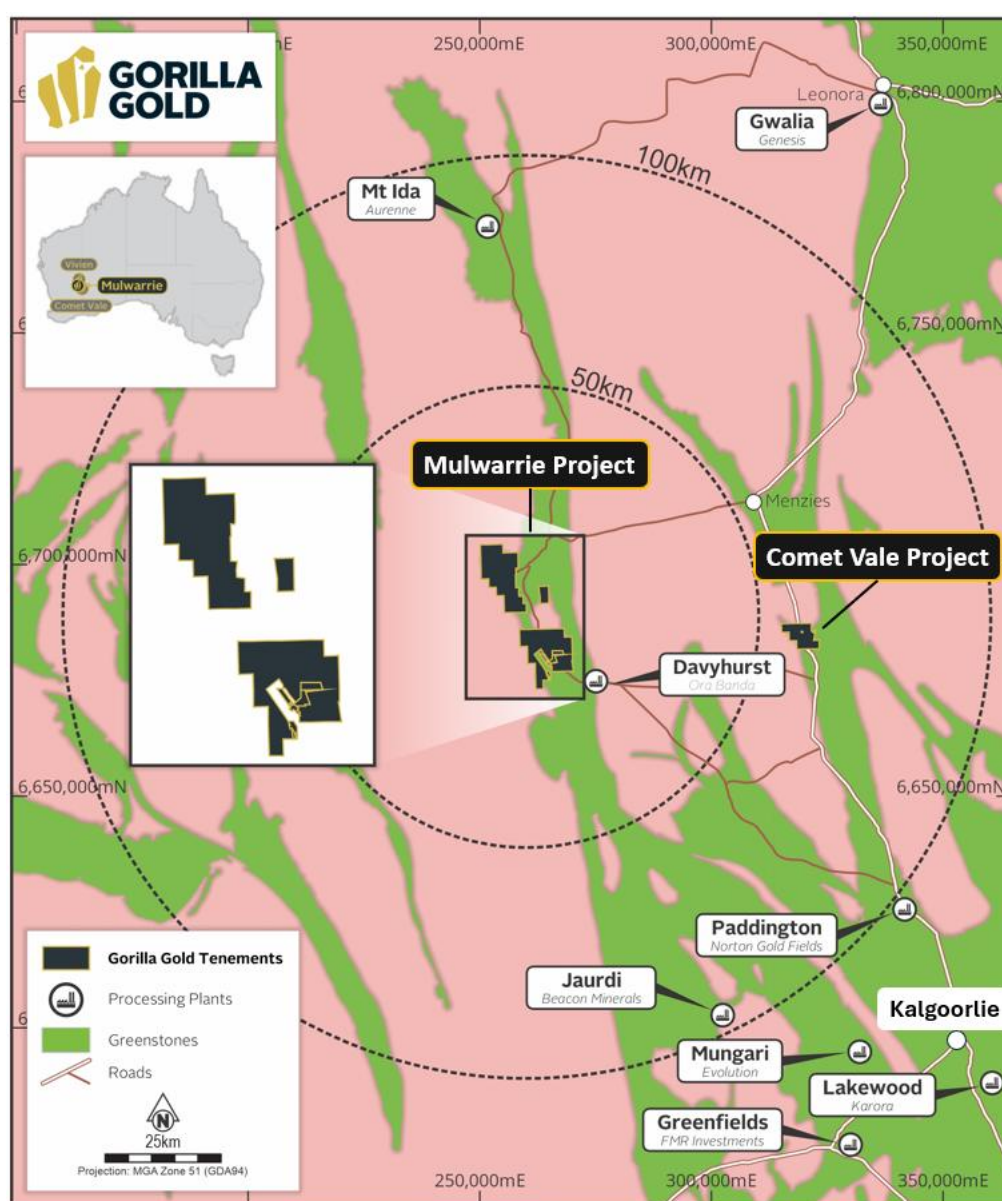 GORILLA
GOLD
250,000mE
300,000mE
350,000mE
Leonora
6,800,000mN
Gwalia
Genesis
100km
Mt Ida
Aurenne
Vivien
Mulwarrie
Comet Vale
6,750,000mN
50km
Mulwarrie Project
Menzies
6,700,000mN
Comet Vale Project
Davyhurst
Ora Banda
6,650,000mN
6,650,000mN
Paddington
Norton Gold Fields
Jaurdi
Beacon Minerals
Kalgoorlie
Mungari
Evolution
Lakewood
Karora
Greenfields
FMR Investments
Gorilla Gold Tenements
Processing Plants
Greenstones
Roads
N
25km
Projection: MGA Zone 51 (GDA94)
250,000mE
300,000mE
350,000mE